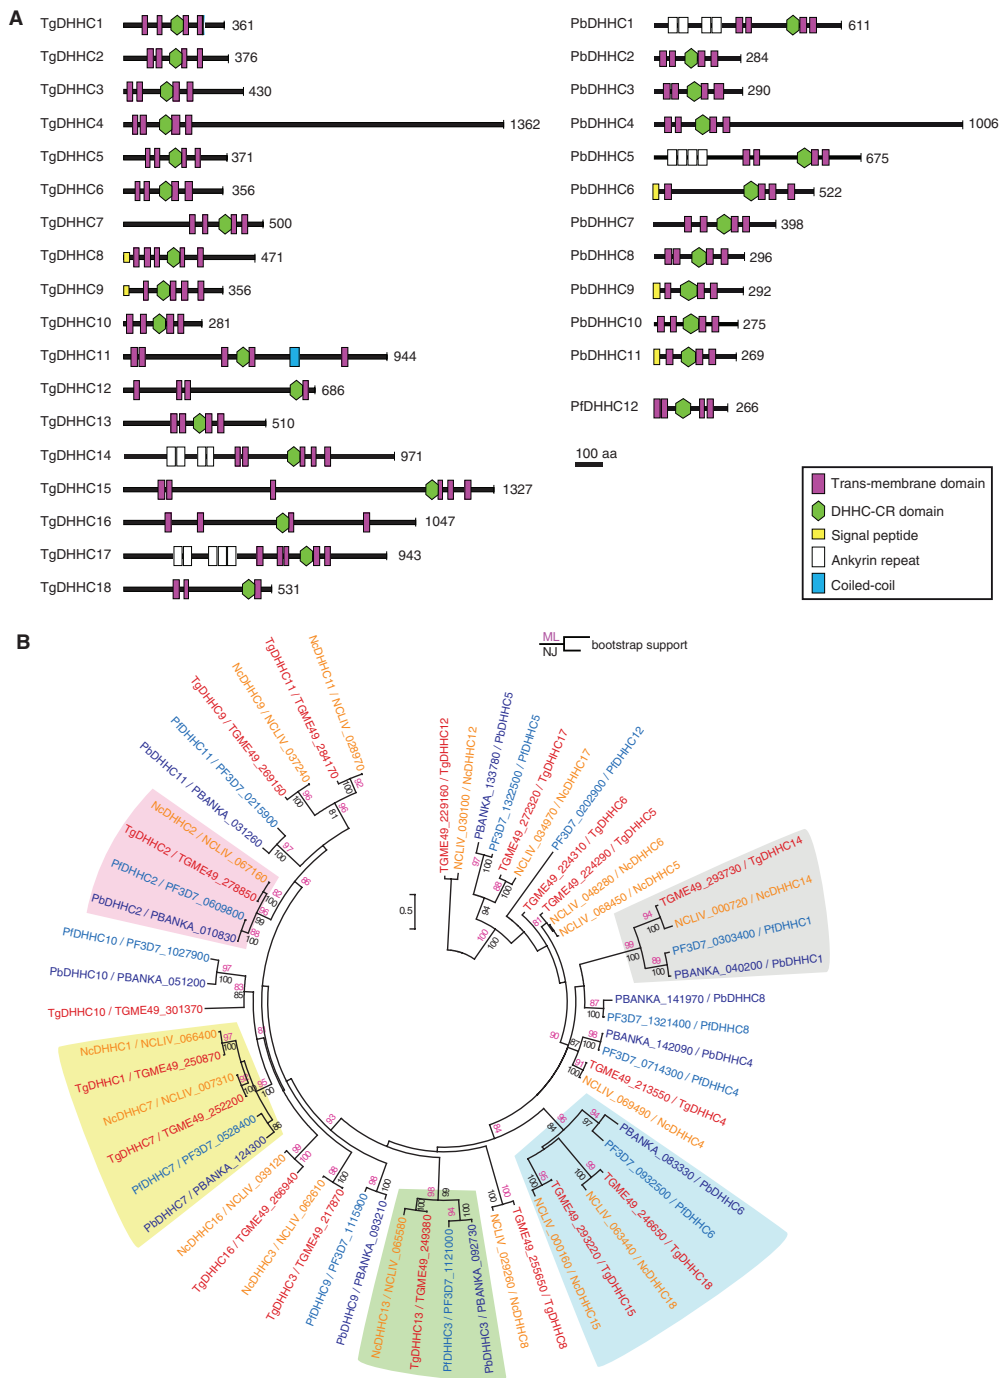 A
TgDHHC1 361
TgDHHC2 376
TgDHHC3 430
TgDHHC4 1362
TgDHHC5 371
TgDHHC6 356
TgDHHC7 500
TgDHHC8 471
TgDHHC9 356
TgDHHC10 281
TgDHHC11 944
TgDHHC12 686
TgDHHC13 510
TgDHHC14 971
TgDHHC15 1327
TgDHHC16 1047
TgDHHC17 943
TgDHHC18 531
PbDHHC1 611
PbDHHC2 284
PbDHHC3 290
PbDHHC4 1006
PbDHHC5 675
PbDHHC6 522
PbDHHC7 398
PbDHHC8 296
PbDHHC9 292
PbDHHC10 275
PbDHHC11 269
PfDHHC12 266
100 aa
Trans-membrane domain
DHHC-CR domain
Signal peptide
Ankyrin repeat
Coiled-coil
B
ML
NJ
bootstrap support
0.5
TGME49_229160 / TgDHHC12
NCLIV_030100 / NcDHHC12
PBANKA_133780 / PbDHHC5
PF3D7_1322500 / PfDHHC5
TGME49_272320 / TgDHHC17
NCLIV_034970 / NcDHHC17
PF3D7_0202900 / PfDHHC12
TGME49_224310 / TgDHHC6
TGME49_224290 / TgDHHC5
NCLIV_048280 / NcDHHC6
NCLIV_068450 / NcDHHC5
TGME49_293730 / TgDHHC14
NCLIV_000720 / NcDHHC14
PF3D7_0303400 / PfDHHC1
PBANKA_040200 / PbDHHC1
PBANKA_141970 / PbDHHC8
PF3D7_1321400 / PfDHHC8
PBANKA_142090 / PbDHHC4
PF3D7_0714300 / PfDHHC4
TGME49_213550 / TgDHHC4
NCLIV_069490 / NcDHHC4
PBANKA_083330 / PbDHHC6
PF3D7_0932500 / PfDHHC6
TGME49_246650 / TgDHHC18
NCLIV_063440 / NcDHHC18
TGME49_293220 / TgDHHC15
NCLIV_000160 / NcDHHC15
TGME49_255650 / TgDHHC8
NCLIV_029260 / NcDHHC8
PbDHHC3 / PBANKA_092730
PfDHHC3 / PF3D7_1121000
TgDHHC13 / TGME49_249380
NcDHHC13 / NCLIV_065580
PbDHHC9 / PBANKA_093210
PfDHHC9 / PF3D7_1115900
TgDHHC3 / TGME49_217870
NcDHHC3 / NCLIV_062610
TgDHHC16 / TGME49_266940
NcDHHC16 / NCLIV_039120
PbDHHC7 / PBANKA_124300
PfDHHC7 / PF3D7_0528400
TgDHHC7 / TGME49_252200
NcDHHC7 / NCLIV_007310
TgDHHC1 / TGME49_250870
NcDHHC1 / NCLIV_066400
TgDHHC10 / TGME49_301370
PbDHHC10 / PBANKA_051200
PfDHHC10 / PF3D7_1027900
PbDHHC2 / PBANKA_010830
PfDHHC2 / PF3D7_0609800
TgDHHC2 / TGME49_278850
NcDHHC2 / NCLIV_067160
PbDHHC11 / PBANKA_031260
PfDHHC11 / PF3D7_0215900
TgDHHC9 / TGME49_269150
NcDHHC9 / NCLIV_037240
TgDHHC11 / TGME49_284170
NcDHHC11 / NCLIV_028970